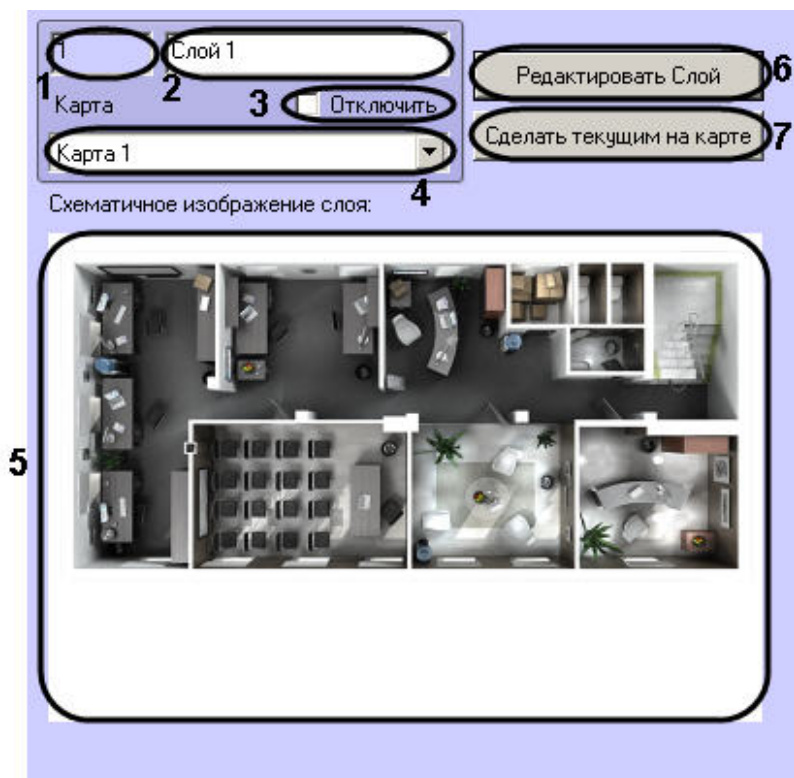 1 Слой 1
Редактировать Слой 6
1 Карта 2 3 Отключить
Сделать текущим на карте 7
Карта 1
4
Схематичное изображение слоя:
5